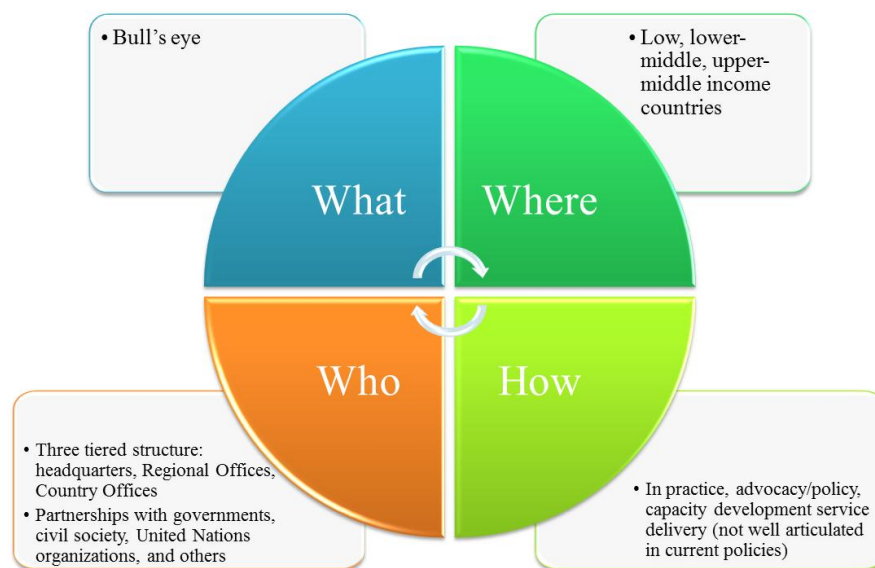 • Bull's eye
• Low, lower-
middle, upper-
middle income
countries
What
Where
Who
How
• Three tiered structure:
headquarters, Regional Offices,
Country Offices
• Partnerships with governments,
civil society, United Nations
organizations, and others
• In practice, advocacy/policy,
capacity development service
delivery (not well articulated
in current policies)